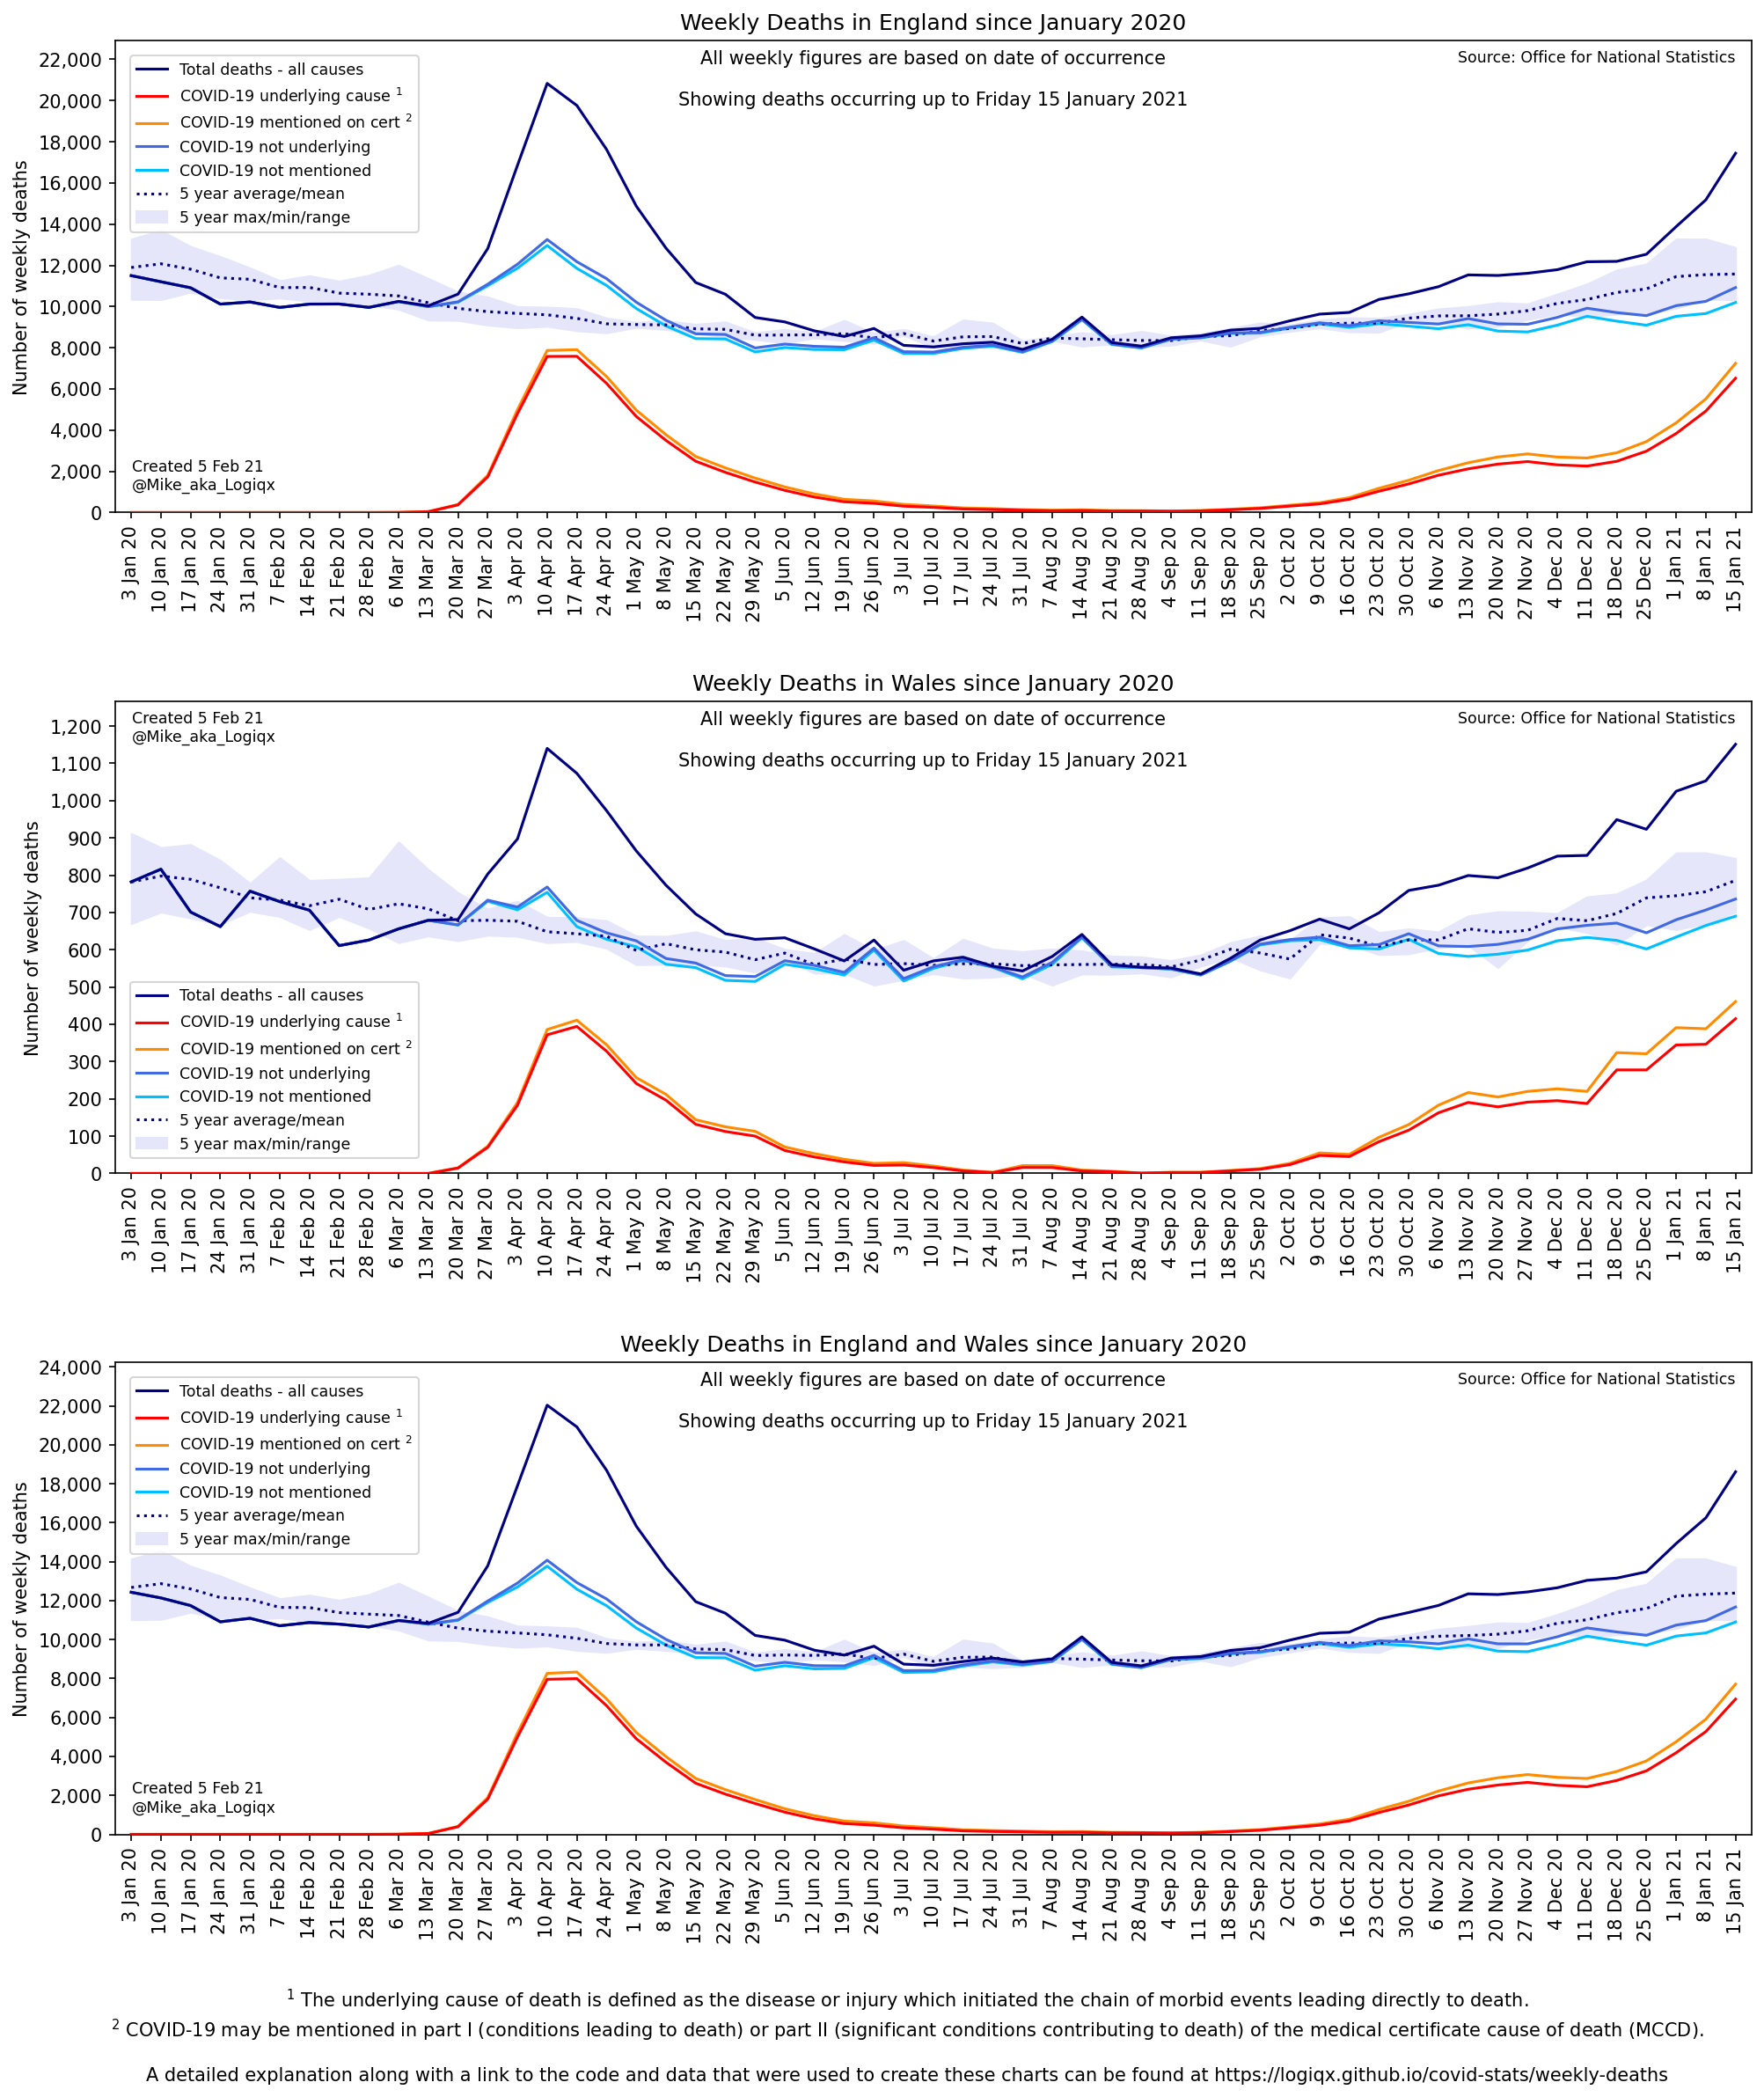 Weekly Deaths in England since January 2020
All weekly figures are based on date of occurrence
Source: Office for National Statistics
Showing deaths occurring up to Friday 15 January 2021
Total deaths - all causes
COVID-19 underlying cause 1
COVID-19 mentioned on cert 2
COVID-19 not underlying
COVID-19 not mentioned
5 year average/mean
5 year max/min/range
Number of weekly deaths
22,000
20,000
18,000
16,000
14,000
12,000
10,000
8,000
6,000
4,000
2,000
0
Created 5 Feb 21
@Mike_aka_Logiqx
3 Jan 20
10 Jan 20
17 Jan 20
24 Jan 20
31 Jan 20
7 Feb 20
14 Feb 20
21 Feb 20
28 Feb 20
6 Mar 20
13 Mar 20
20 Mar 20
27 Mar 20
3 Apr 20
10 Apr 20
17 Apr 20
24 Apr 20
1 May 20
8 May 20
15 May 20
22 May 20
29 May 20
5 Jun 20
12 Jun 20
19 Jun 20
26 Jun 20
3 Jul 20
10 Jul 20
17 Jul 20
24 Jul 20
31 Jul 20
7 Aug 20
14 Aug 20
21 Aug 20
28 Aug 20
4 Sep 20
11 Sep 20
18 Sep 20
25 Sep 20
2 Oct 20
9 Oct 20
16 Oct 20
23 Oct 20
30 Oct 20
6 Nov 20
13 Nov 20
20 Nov 20
27 Nov 20
4 Dec 20
11 Dec 20
18 Dec 20
25 Dec 20
1 Jan 21
8 Jan 21
15 Jan 21
Weekly Deaths in Wales since January 2020
Created 5 Feb 21
@Mike_aka_Logiqx
All weekly figures are based on date of occurrence
Source: Office for National Statistics
Showing deaths occurring up to Friday 15 January 2021
Number of weekly deaths
1,200
1,100
1,000
900
800
700
600
500
400
300
200
100
0
Total deaths - all causes
COVID-19 underlying cause 1
COVID-19 mentioned on cert 2
COVID-19 not underlying
COVID-19 not mentioned
5 year average/mean
5 year max/min/range
3 Jan 20
10 Jan 20
17 Jan 20
24 Jan 20
31 Jan 20
7 Feb 20
14 Feb 20
21 Feb 20
28 Feb 20
6 Mar 20
13 Mar 20
20 Mar 20
27 Mar 20
3 Apr 20
10 Apr 20
17 Apr 20
24 Apr 20
1 May 20
8 May 20
15 May 20
22 May 20
29 May 20
5 Jun 20
12 Jun 20
19 Jun 20
26 Jun 20
3 Jul 20
10 Jul 20
17 Jul 20
24 Jul 20
31 Jul 20
7 Aug 20
14 Aug 20
21 Aug 20
28 Aug 20
4 Sep 20
11 Sep 20
18 Sep 20
25 Sep 20
2 Oct 20
9 Oct 20
16 Oct 20
23 Oct 20
30 Oct 20
6 Nov 20
13 Nov 20
20 Nov 20
27 Nov 20
4 Dec 20
11 Dec 20
18 Dec 20
25 Dec 20
1 Jan 21
8 Jan 21
15 Jan 21
Weekly Deaths in England and Wales since January 2020
All weekly figures are based on date of occurrence
Source: Office for National Statistics
Showing deaths occurring up to Friday 15 January 2021
Total deaths - all causes
COVID-19 underlying cause 1
COVID-19 mentioned on cert 2
COVID-19 not underlying
COVID-19 not mentioned
5 year average/mean
5 year max/min/range
Number of weekly deaths
24,000
22,000
20,000
18,000
16,000
14,000
12,000
10,000
8,000
6,000
4,000
2,000
0
Created 5 Feb 21
@Mike_aka_Logiqx
3 Jan 20
10 Jan 20
17 Jan 20
24 Jan 20
31 Jan 20
7 Feb 20
14 Feb 20
21 Feb 20
28 Feb 20
6 Mar 20
13 Mar 20
20 Mar 20
27 Mar 20
3 Apr 20
10 Apr 20
17 Apr 20
24 Apr 20
1 May 20
8 May 20
15 May 20
22 May 20
29 May 20
5 Jun 20
12 Jun 20
19 Jun 20
26 Jun 20
3 Jul 20
10 Jul 20
17 Jul 20
24 Jul 20
31 Jul 20
7 Aug 20
14 Aug 20
21 Aug 20
28 Aug 20
4 Sep 20
11 Sep 20
18 Sep 20
25 Sep 20
2 Oct 20
9 Oct 20
16 Oct 20
23 Oct 20
30 Oct 20
6 Nov 20
13 Nov 20
20 Nov 20
27 Nov 20
4 Dec 20
11 Dec 20
18 Dec 20
25 Dec 20
1 Jan 21
8 Jan 21
15 Jan 21
1 The underlying cause of death is defined as the disease or injury which initiated the chain of morbid events leading directly to death.
2 COVID-19 may be mentioned in part I (conditions leading to death) or part II (significant conditions contributing to death) of the medical certificate cause of death (MCCD).
A detailed explanation along with a link to the code and data that were used to create these charts can be found at https://logiqx.github.io/covid-stats/weekly-deaths